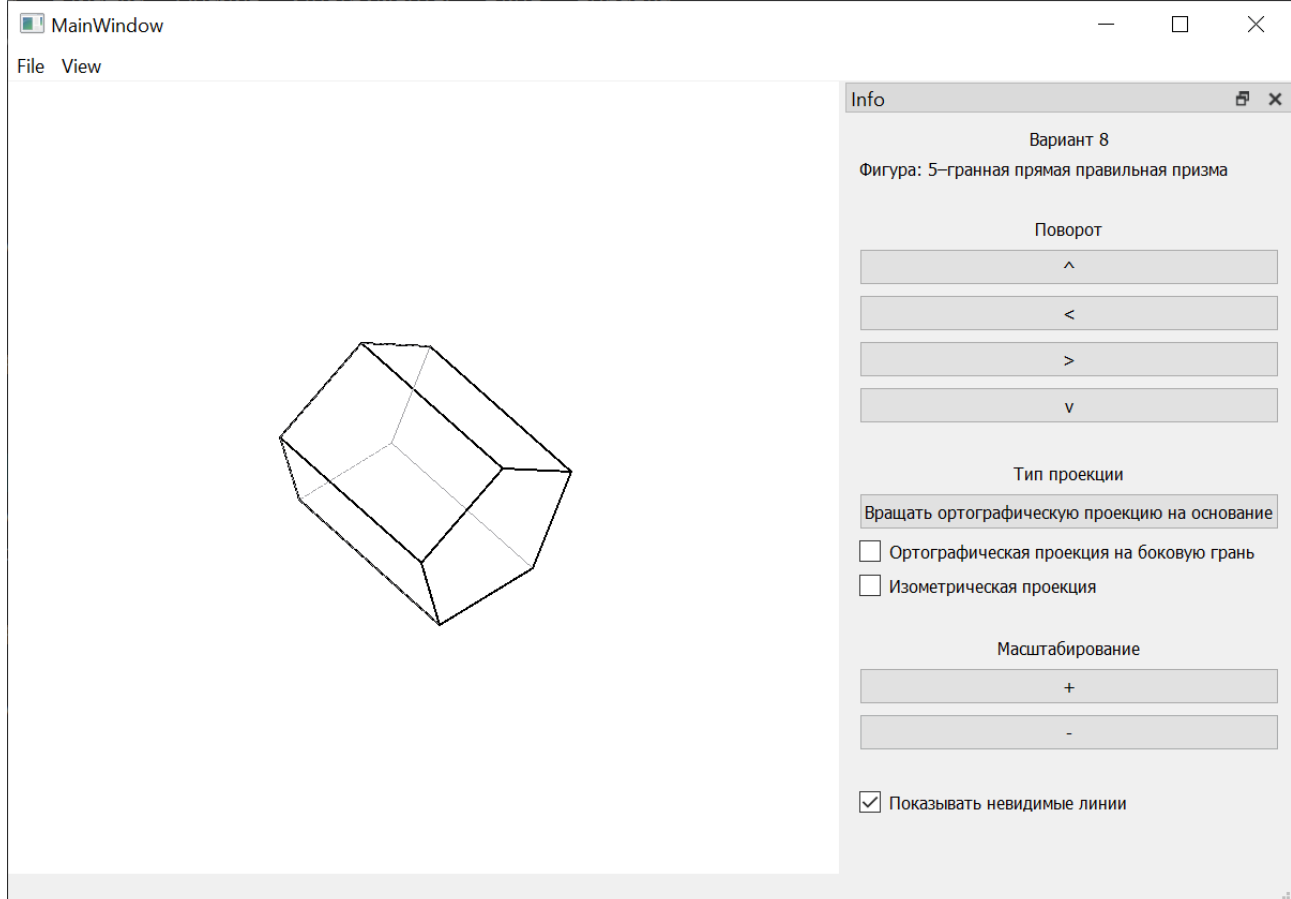 MainWindow
File View
Info
Вариант 8
Фигура: 5–гранная прямая правильная призма
Поворот
^
<
>
v
Тип проекции
Вращать ортографическую проекцию на основание
Ортографическая проекция на боковую грань
Изометрическая проекция
Масштабирование
+
-
Показывать невидимые линии